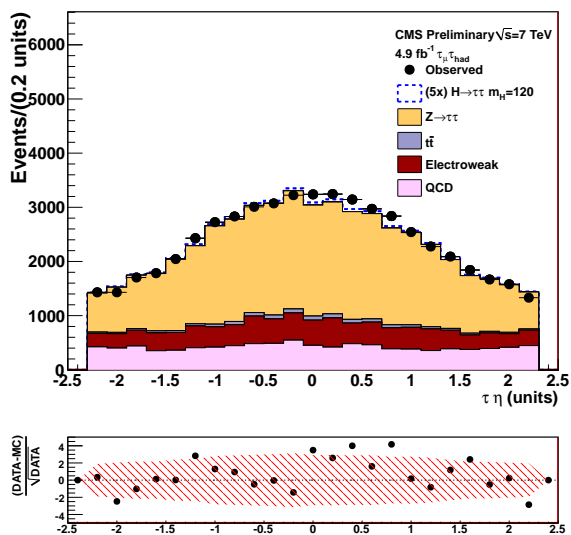 CMS Preliminary √s=7 TeV
4.9 fb⁻¹ τμτhad
Observed
(5x) H→ττ mH=120
Z→ττ
tt̄
Electroweak
QCD
Events/(0.2 units)
6000
5000
4000
3000
2000
1000
0
-2.5 -2 -1.5 -1 -0.5 0 0.5 1 1.5 2 2.5
τ η (units)
(DATA-MC)
√DATA
4
2
0
-2
-4
-2.5 -2 -1.5 -1 -0.5 0 0.5 1 1.5 2 2.5